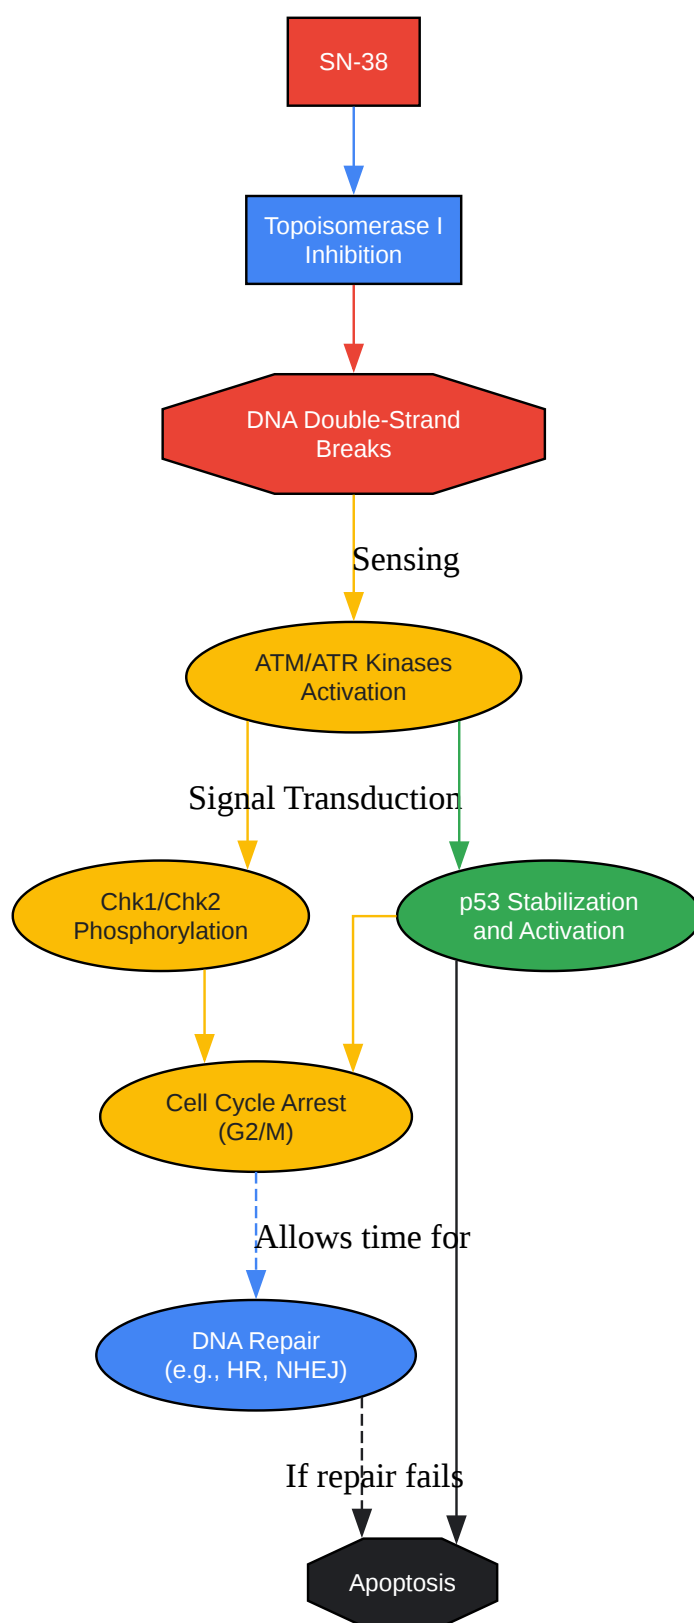 SN-38
Topoisomerase I
Inhibition
DNA Double-Strand
Breaks
Sensing
ATM/ATR Kinases
Activation
Signal Transduction
Chk1/Chk2
Phosphorylation
p53 Stabilization
and Activation
Cell Cycle Arrest
(G2/M)
Allows time for
DNA Repair
(e.g., HR, NHEJ)
If repair fails
Apoptosis